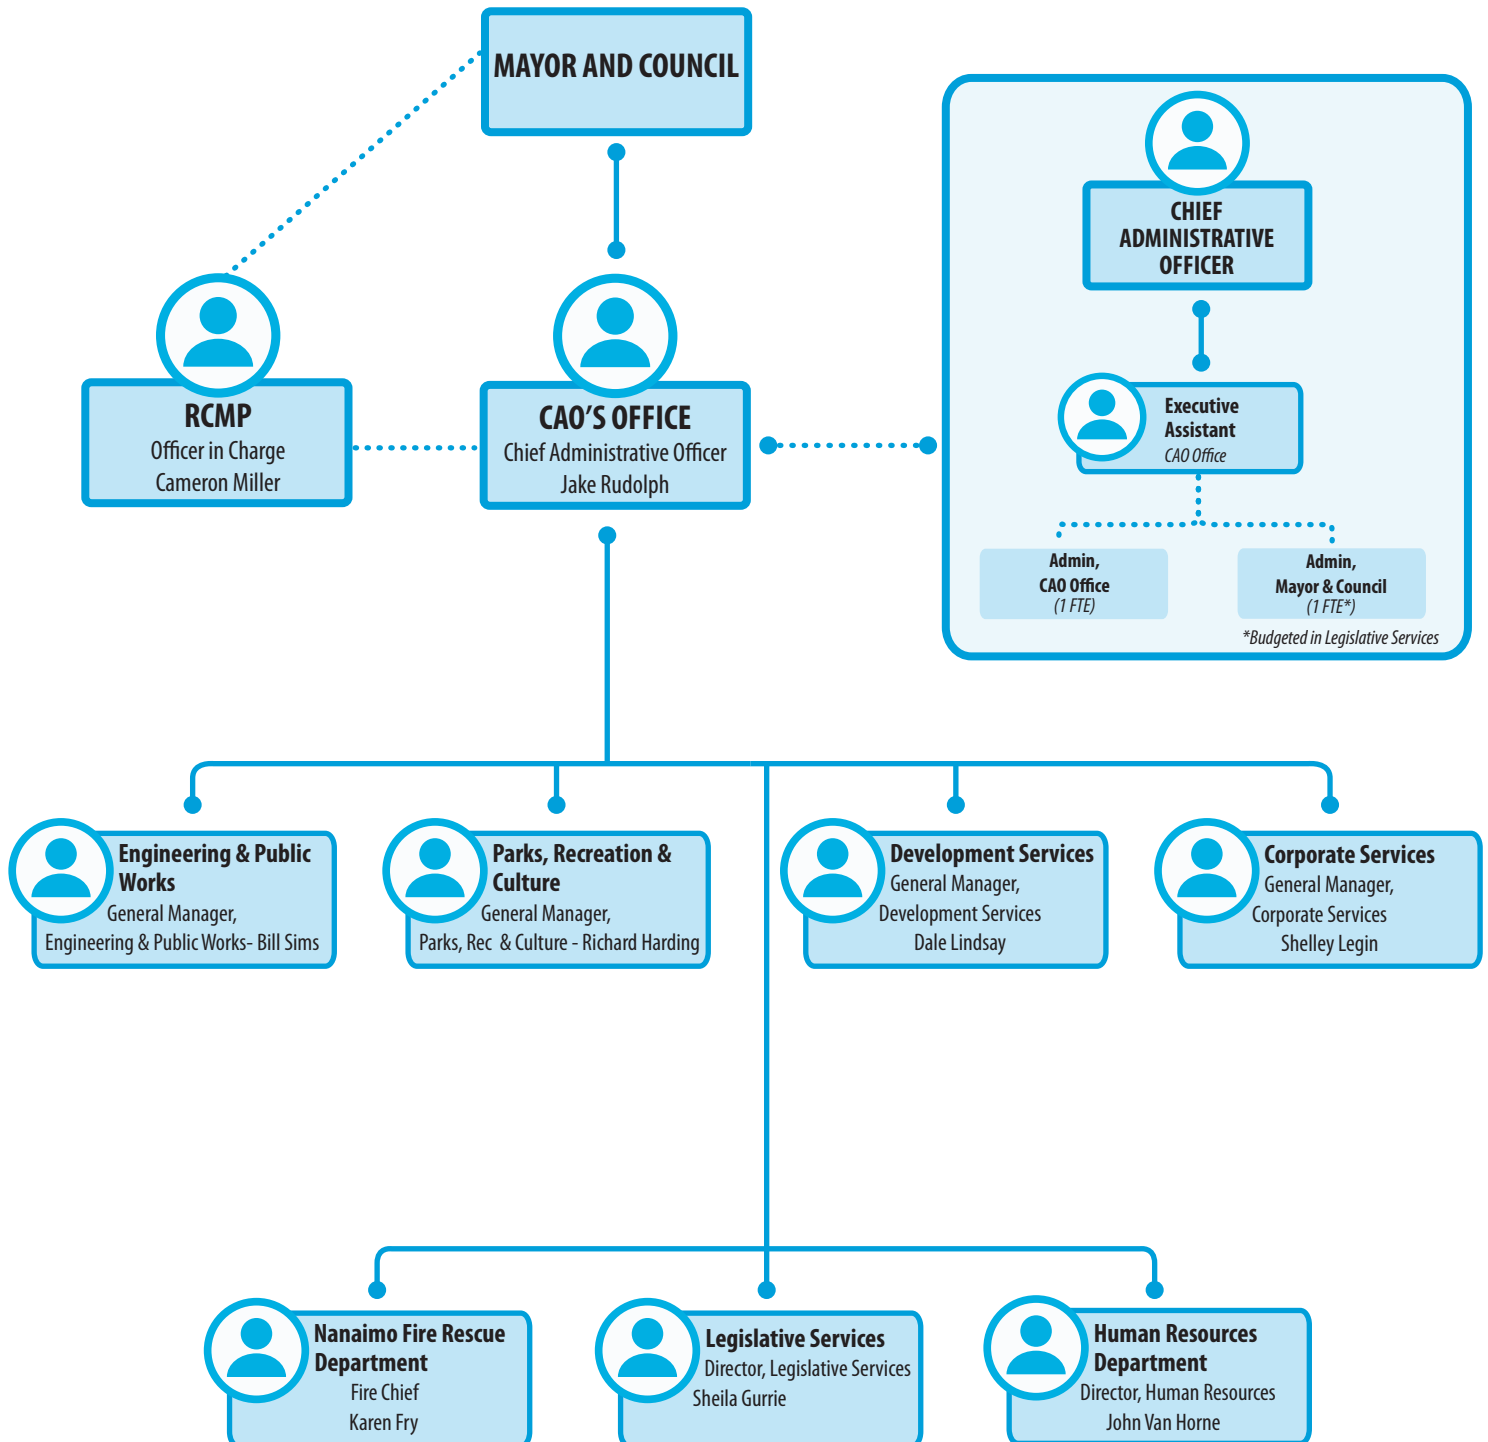 MAYOR AND COUNCIL
CHIEF
ADMINISTRATIVE
OFFICER
Executive
Assistant
CAO Office
Admin,
CAO Office
(1 FTE)
Admin,
Mayor & Council
(1 FTE*)
*Budgeted in Legislative Services
RCMP
Officer in Charge
Cameron Miller
CAO'S OFFICE
Chief Administrative Officer
Jake Rudolph
Engineering & Public
Works
General Manager,
Engineering & Public Works- Bill Sims
Parks, Recreation &
Culture
General Manager,
Parks, Rec & Culture - Richard Harding
Development Services
General Manager,
Development Services
Dale Lindsay
Corporate Services
General Manager,
Corporate Services
Shelley Legin
Nanaimo Fire Rescue
Department
Fire Chief
Karen Fry
Legislative Services
Director, Legislative Services
Sheila Gurrie
Human Resources
Department
Director, Human Resources
John Van Horne